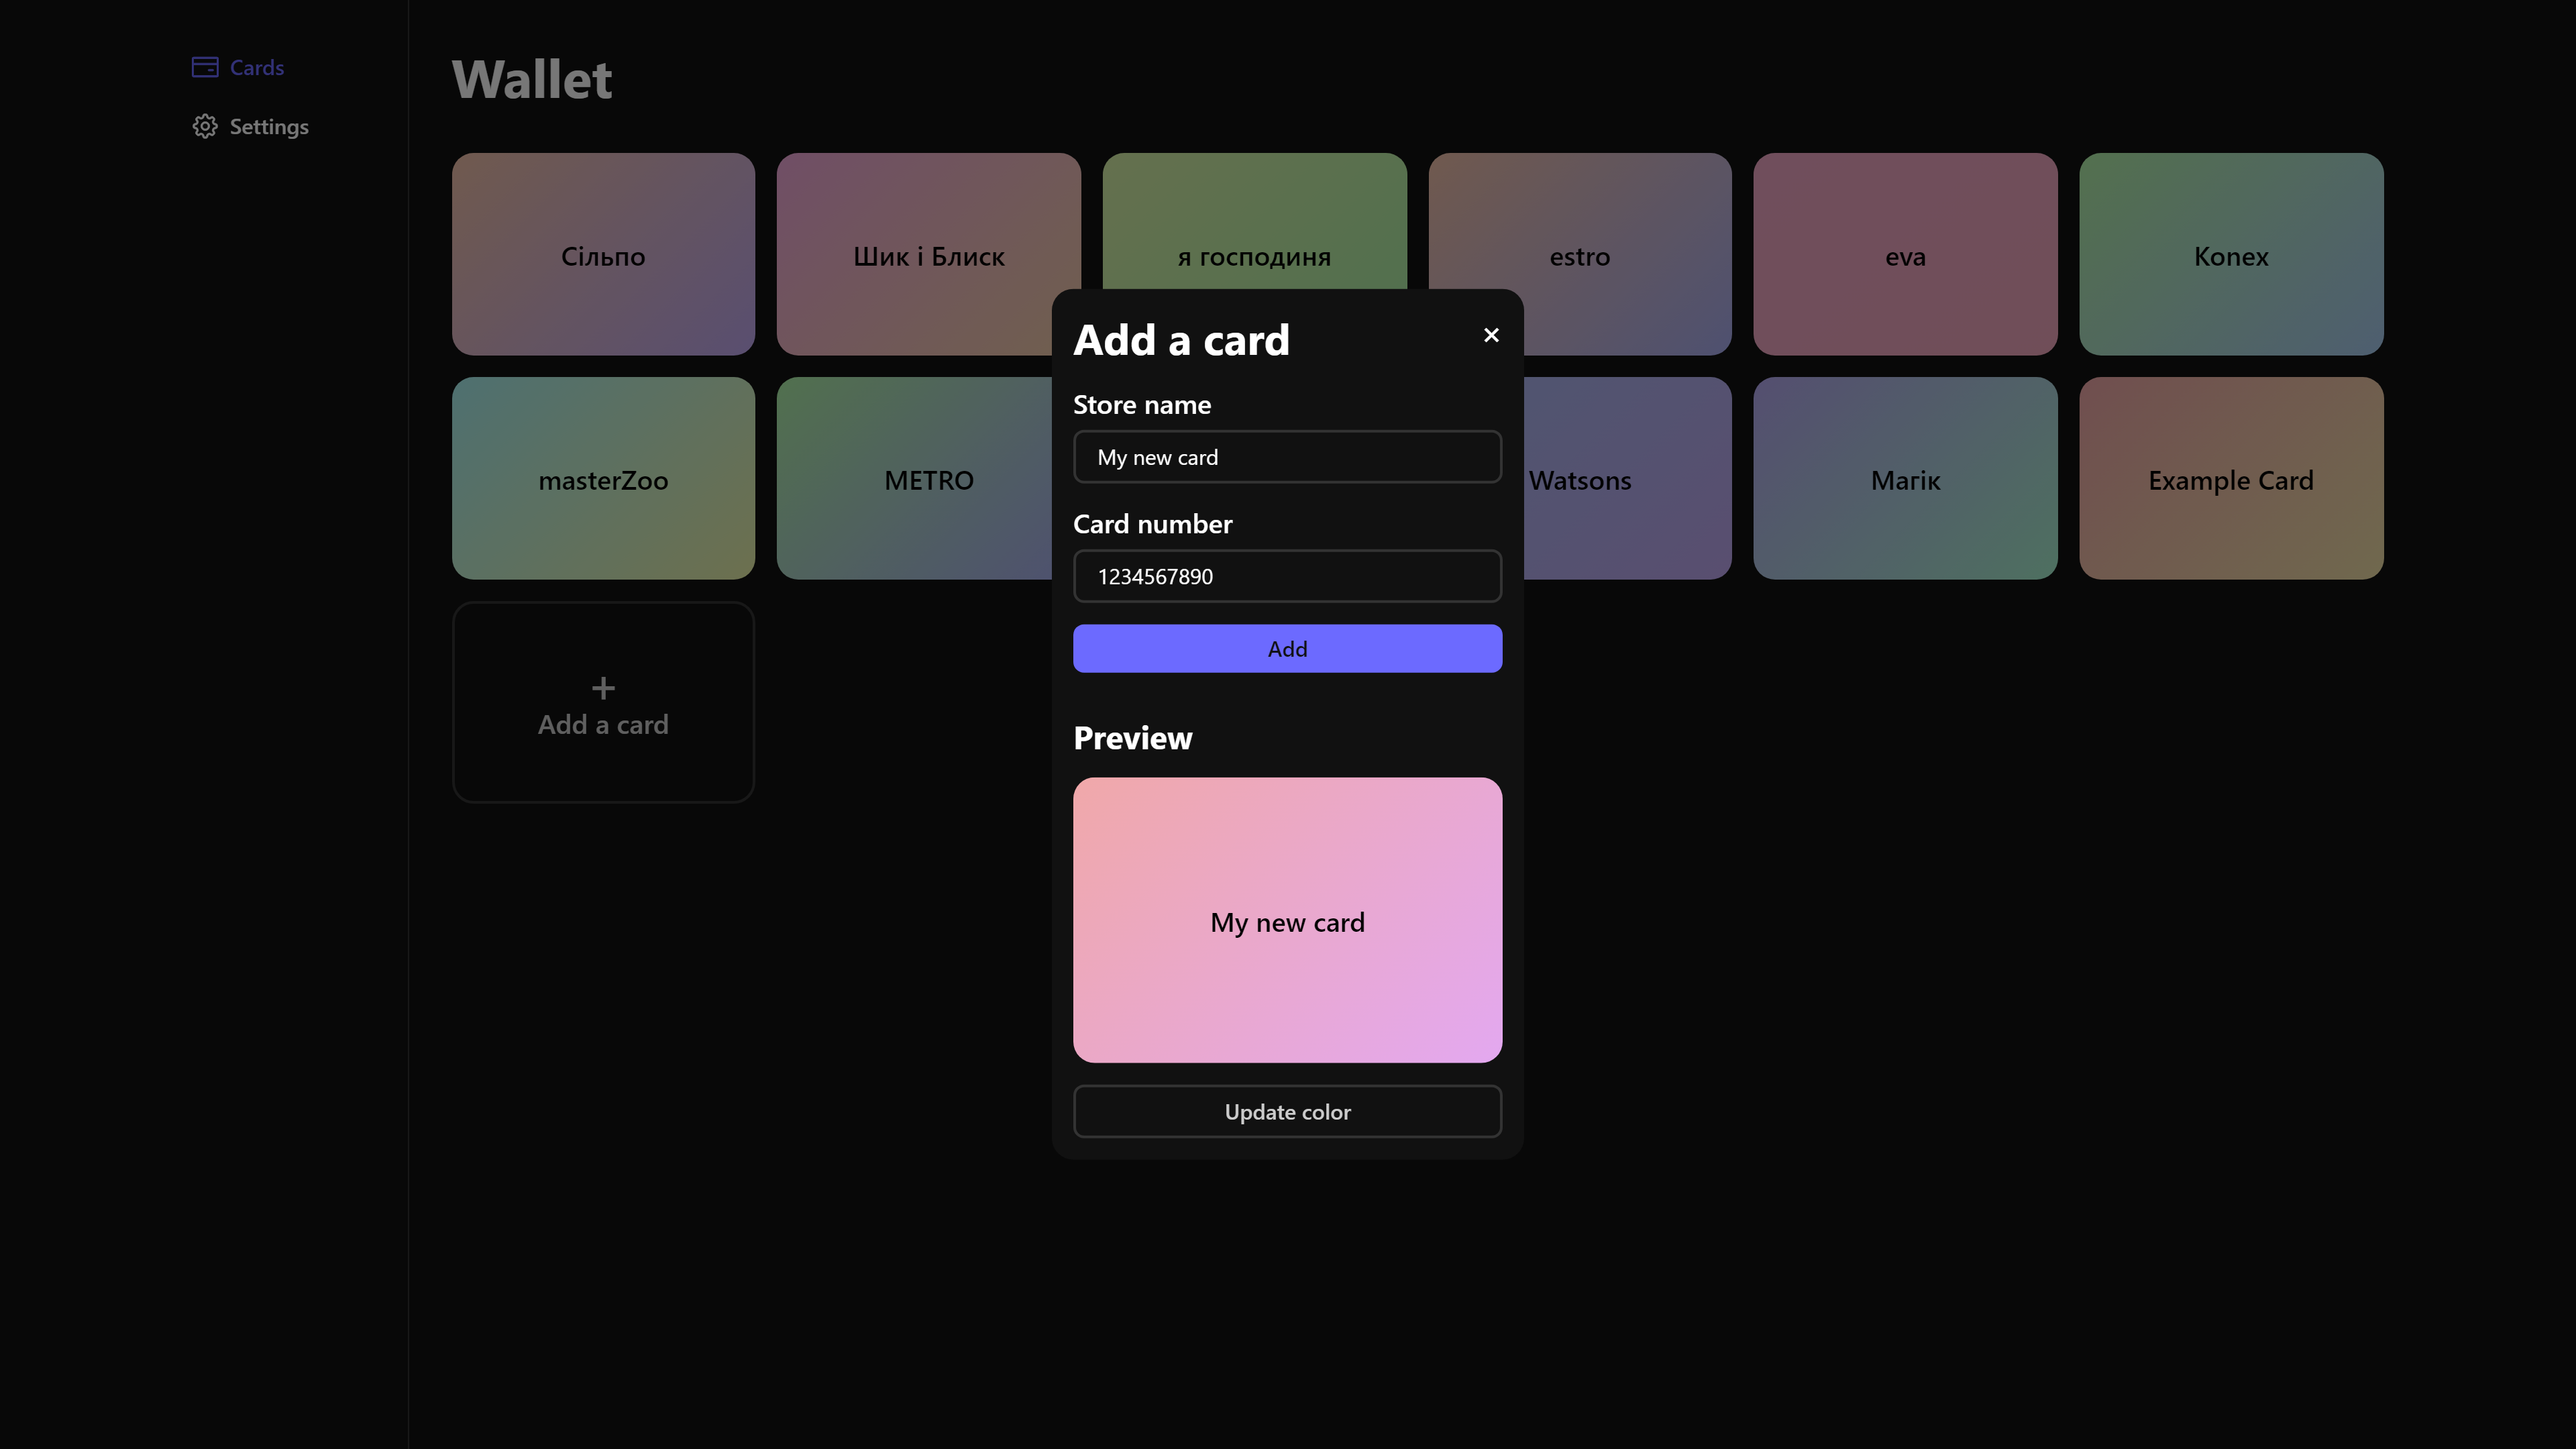 Cards
Settings
Wallet
Сільпо
Шик і Блиск
я господиня
estro
eva
Konex
masterZoo
METRO
Watsons
Магік
Example Card
+
Add a card
Add a card
×
Store name
My new card
Card number
1234567890
Add
Preview
My new card
Update color